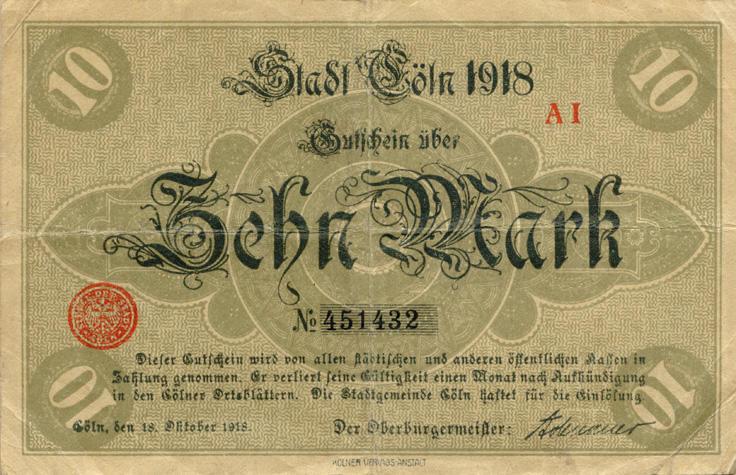 10
10
Stadt Cöln 1918
A I
Gutschein über
Zehn Mark
№ 451432
Dieser Gutschein wird von allen städtischen und anderen öffentlichen Kassen in
Zahlung genommen. Er verliert seine Gültigkeit einen Monat nach Aufkündigung
in den Cölner Ortsblättern. Die Stadtgemeinde Cöln haftet für die Einlösung.
Cöln, den 18. Oktober 1918.
Der Oberbürgermeister: Adenauer
10
10
KÖLNER VERLAGS-ANSTALT